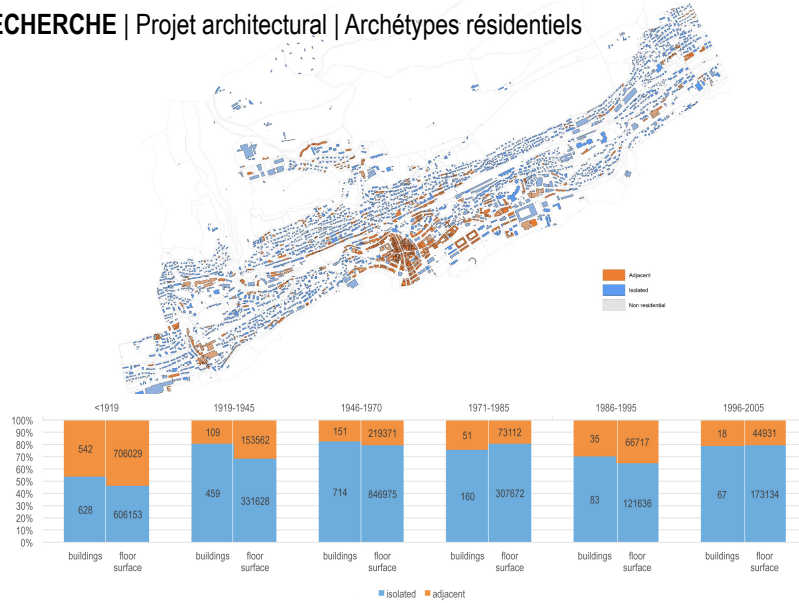 ECHERCHE | Projet architectural | Archétypes résidentiels
Adjacent
Isolated
Non residential
<1919 1919-1945 1946-1970 1971-1985 1986-1995 1996-2005
100%
90%
80%
70%
60%
50%
40%
30%
20%
10%
0%
542 706029 109 153562 151 219371 51 73112 35 66717 18 44931
628 606153 459 331628 714 846975 160 307672 83 121636 67 173134
buildings floor surface buildings floor surface buildings floor surface buildings floor surface buildings floor surface buildings floor surface
isolated adjacent